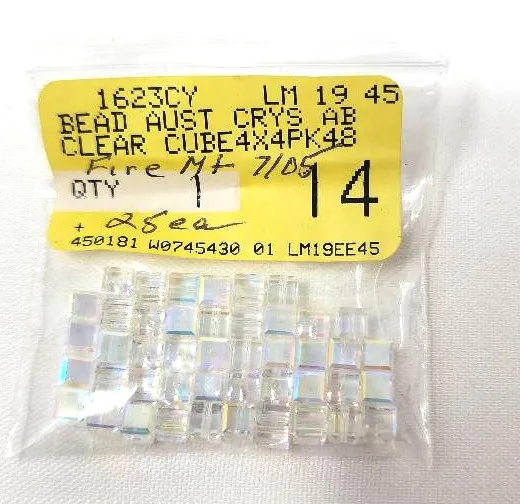 1623CY LM 19 45
BEAD AUST CRYS AB
CLEAR CUBE4X4PK48
Fire Mt 7/05
QTY 1 14
+ 25ea
450181 W0745430 01 LM19EE45